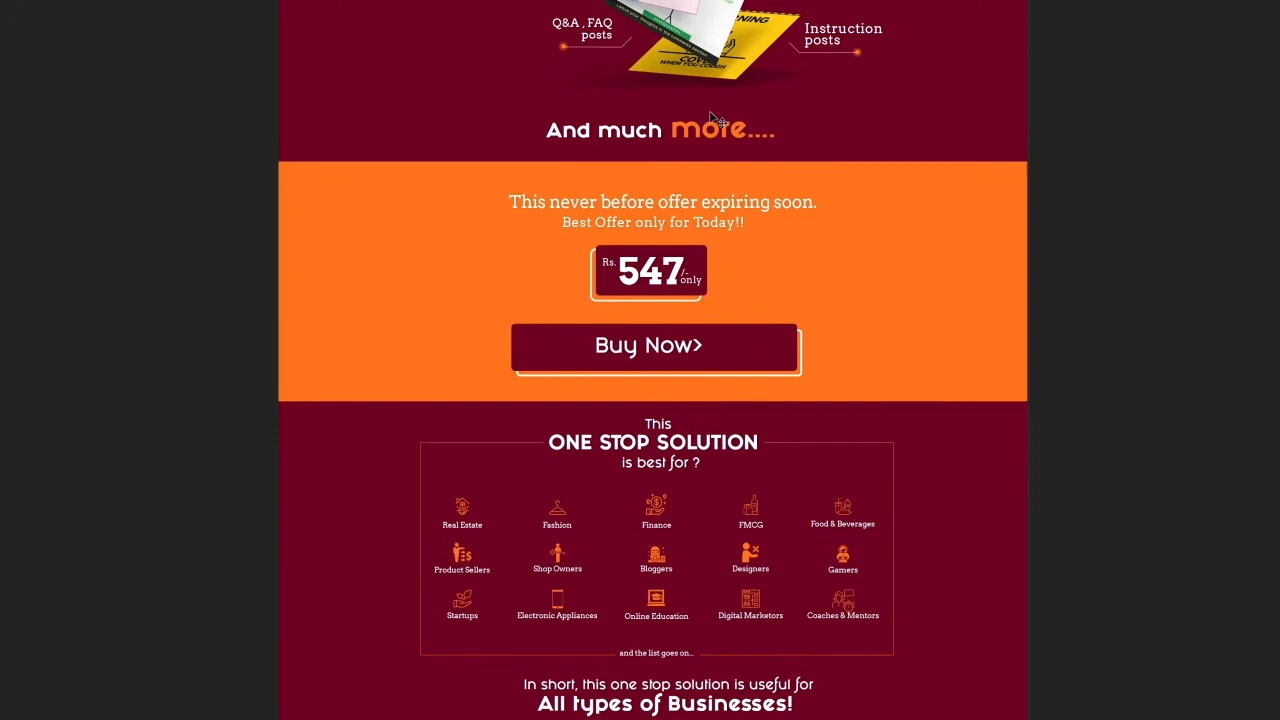 Q&A , FAQ
posts
Instruction
posts
WHEN YOU COUGH
And much more....
This never before offer expiring soon.
Best Offer only for Today!!
Rs. 547/- only
Buy Now>
This
ONE STOP SOLUTION
is best for ?
Real Estate
Fashion
Finance
FMCG
Food & Beverages
Product Sellers
Shop Owners
Bloggers
Designers
Gamers
Startups
Electronic Appliances
Online Education
Digital Marketors
Coaches & Mentors
and the list goes on...
In short, this one stop solution is useful for
All types of Businesses!